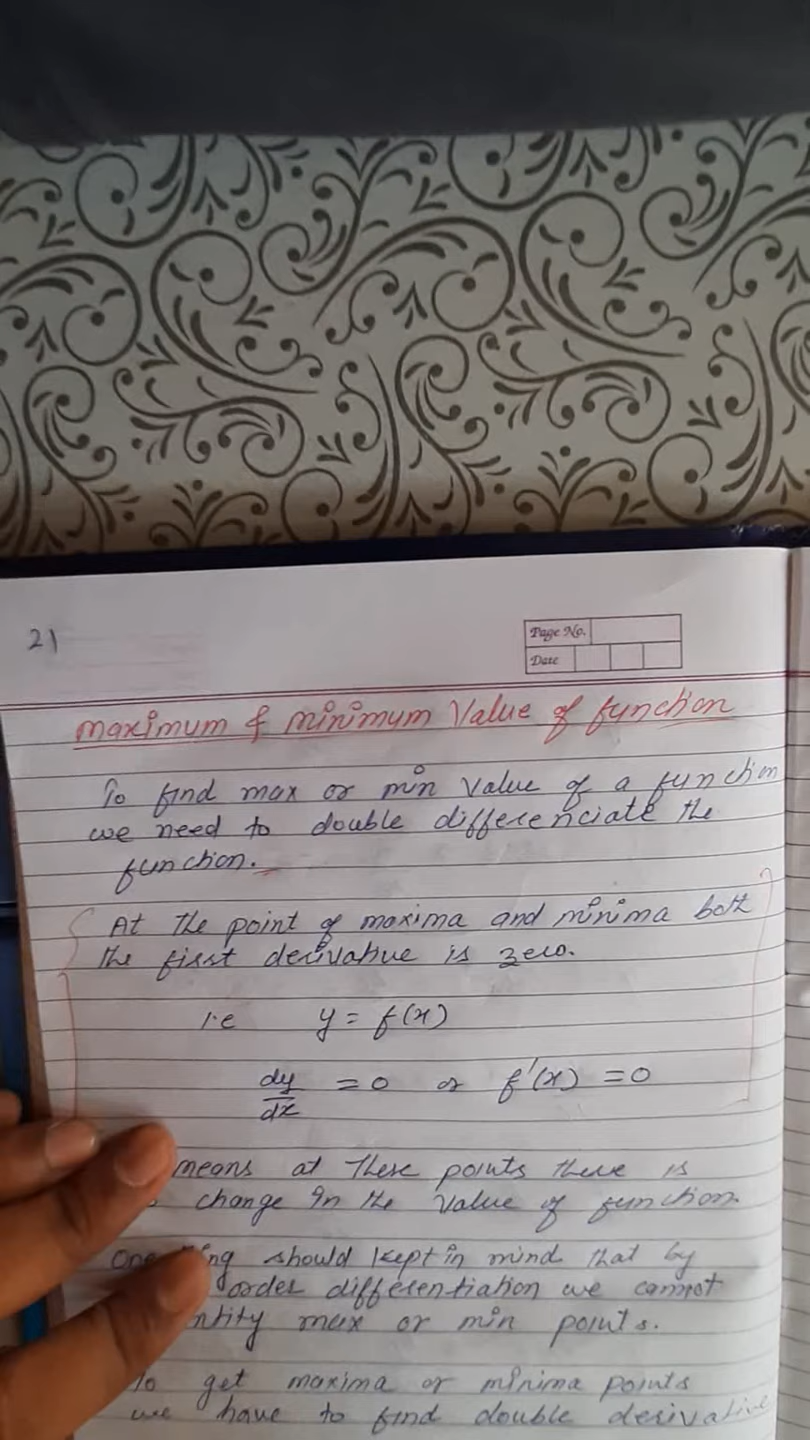 21
Page No.
Date
Maximum & Minimum Value of function
To find max or min value of a function
we need to double differenciate the
function.
At the point of maxima and minima both
the first derivative is zero.
i.e y = f(x)
dy/dx = 0 or f'(x) = 0
means at these points there is
change in the value of function.
should kept in mind that by
order differentiation we cannot
max or min points.
To get maxima or minima points
we have to find double derivative